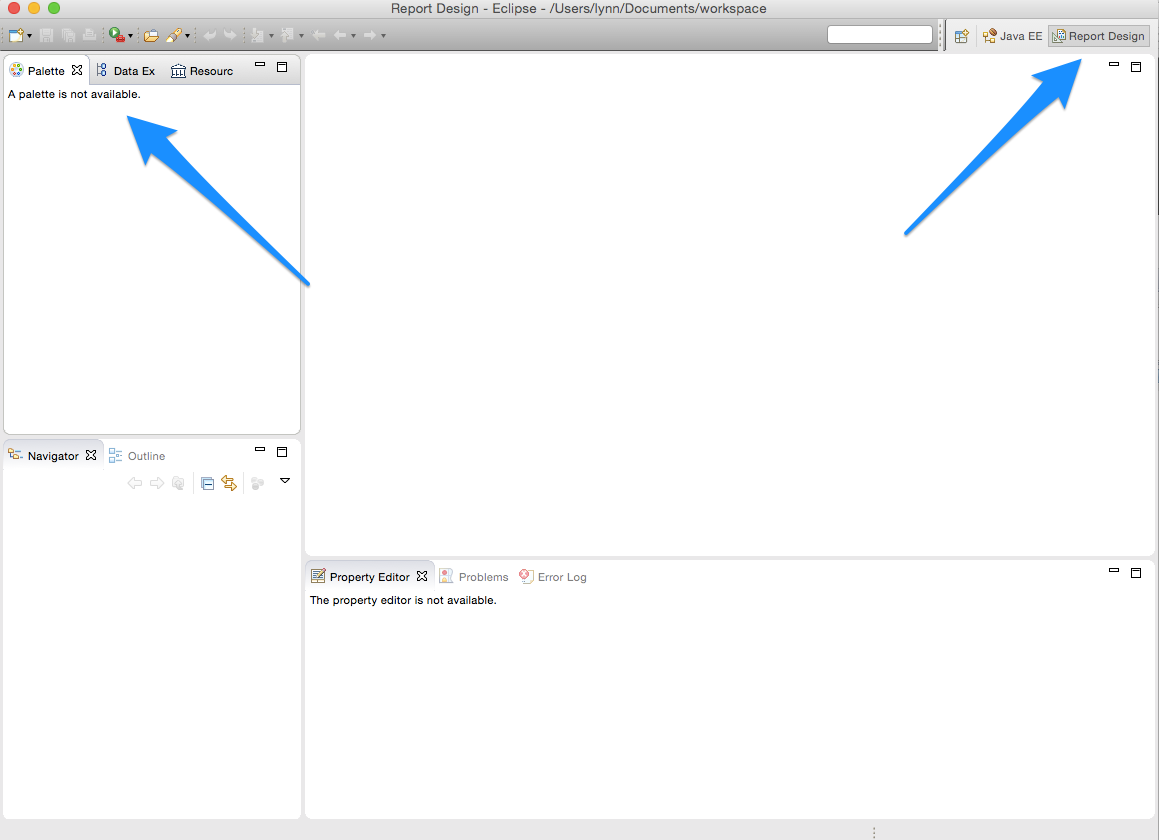 Report Design - Eclipse - /Users/lynn/Documents/workspace
Java EE
Report Design
Palette
Data Ex
Resourc
A palette is not available.
Navigator
Outline
Property Editor
Problems
Error Log
The property editor is not available.